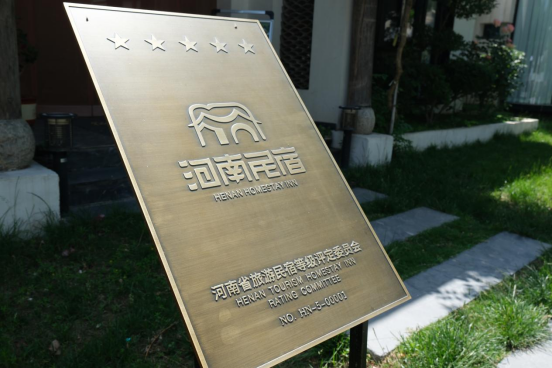 河南民宿
HENAN HOMESTAY INN
河南省旅游民宿等级评定委员会
HENAN TOURISM HOMESTAY INN
RATING COMMITTEE
NO. HN-5-00001